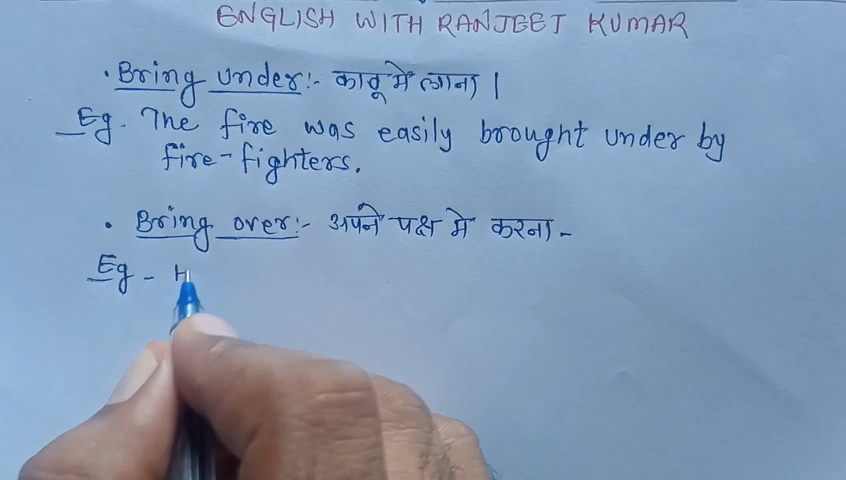 ENGLISH WITH RANJEET KUMAR
• Bring under:- काबू में लाना |
Eg. The fire was easily brought under by
fire-fighters.
• Bring over:- अपने पक्ष में करना -
Eg - H